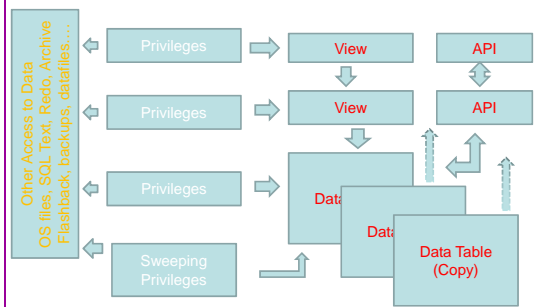 Other Access to Data
OS files, SQL Text, Redo, Archive
Flashback, backups, datafiles,....
Privileges
View
API
Privileges
View
API
Privileges
Data
Data
Data Table
(Copy)
Sweeping
Privileges